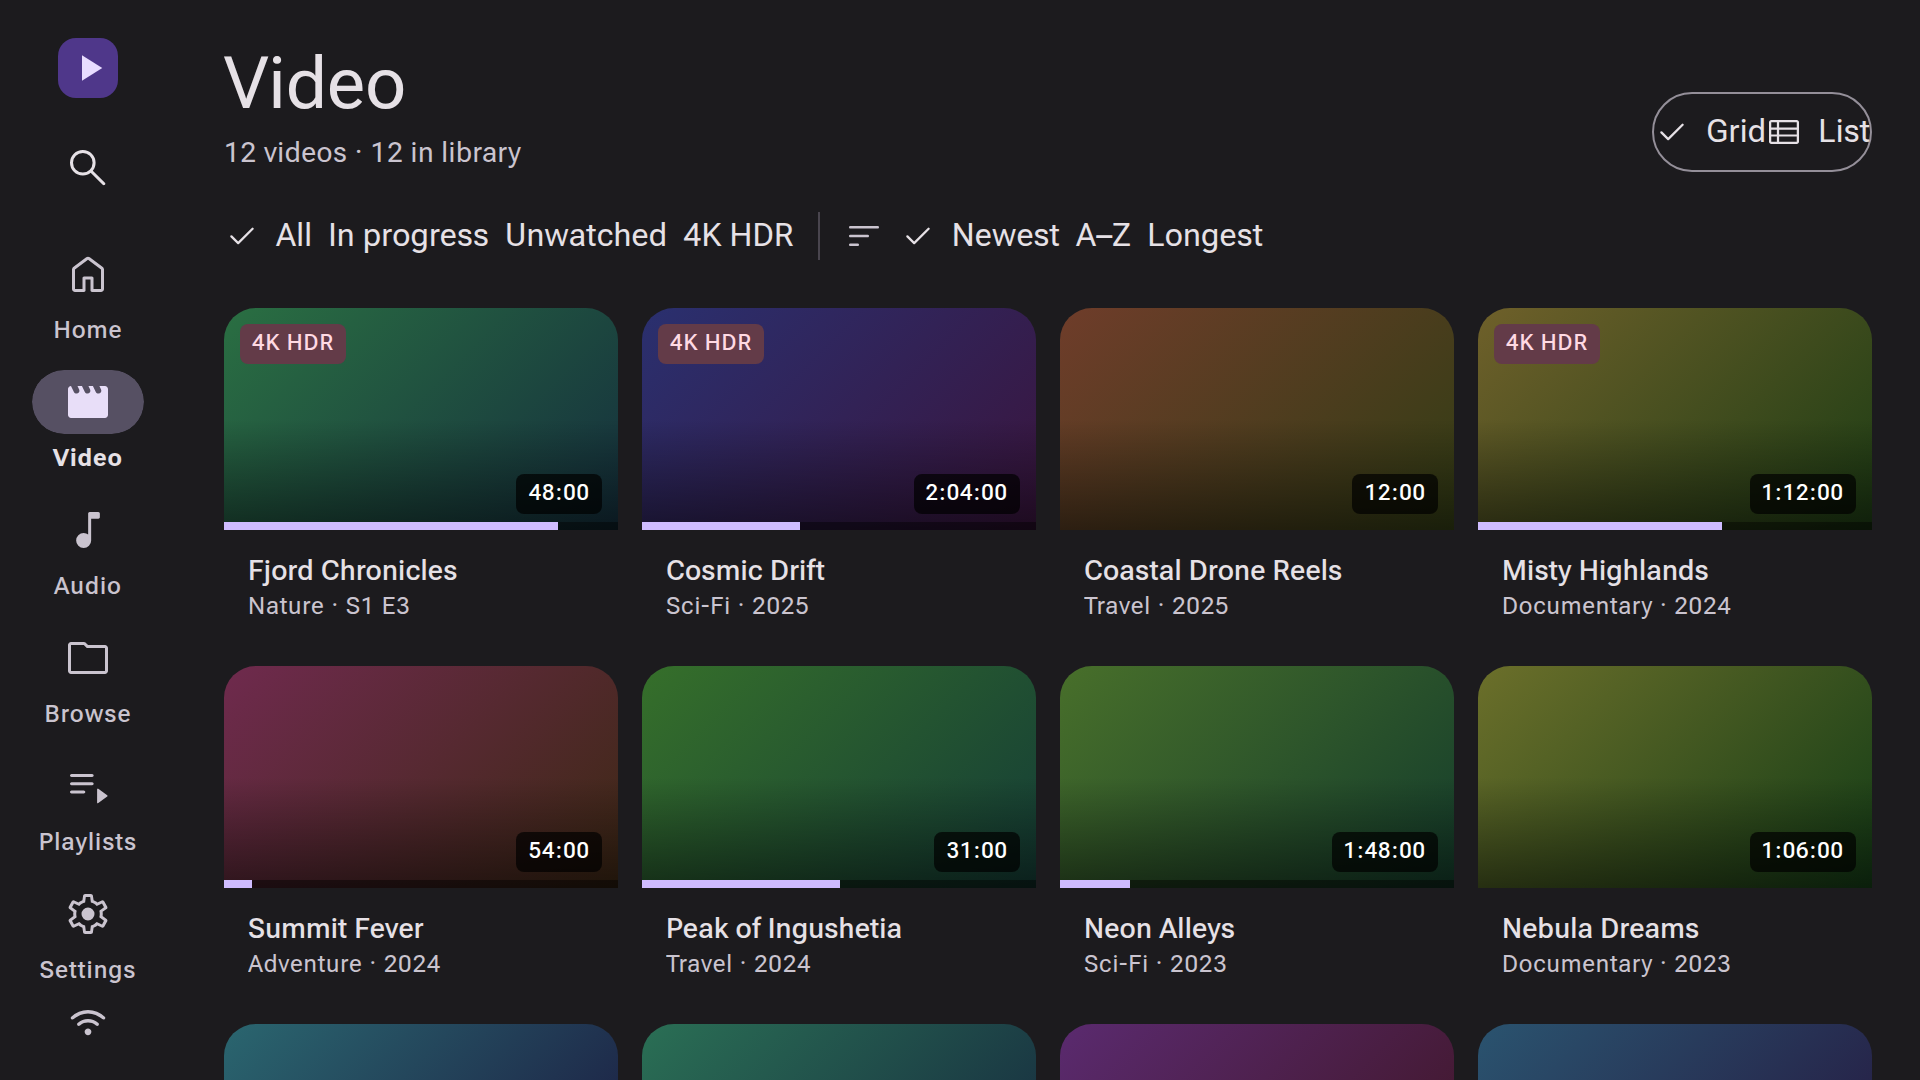 Video
12 videos · 12 in library
Grid List
All In progress Unwatched 4K HDR Newest A–Z Longest
Home
Video
Audio
Browse
Playlists
Settings
4K HDR
48:00
Fjord Chronicles
Nature · S1 E3
4K HDR
2:04:00
Cosmic Drift
Sci-Fi · 2025
12:00
Coastal Drone Reels
Travel · 2025
4K HDR
1:12:00
Misty Highlands
Documentary · 2024
54:00
Summit Fever
Adventure · 2024
31:00
Peak of Ingushetia
Travel · 2024
1:48:00
Neon Alleys
Sci-Fi · 2023
1:06:00
Nebula Dreams
Documentary · 2023